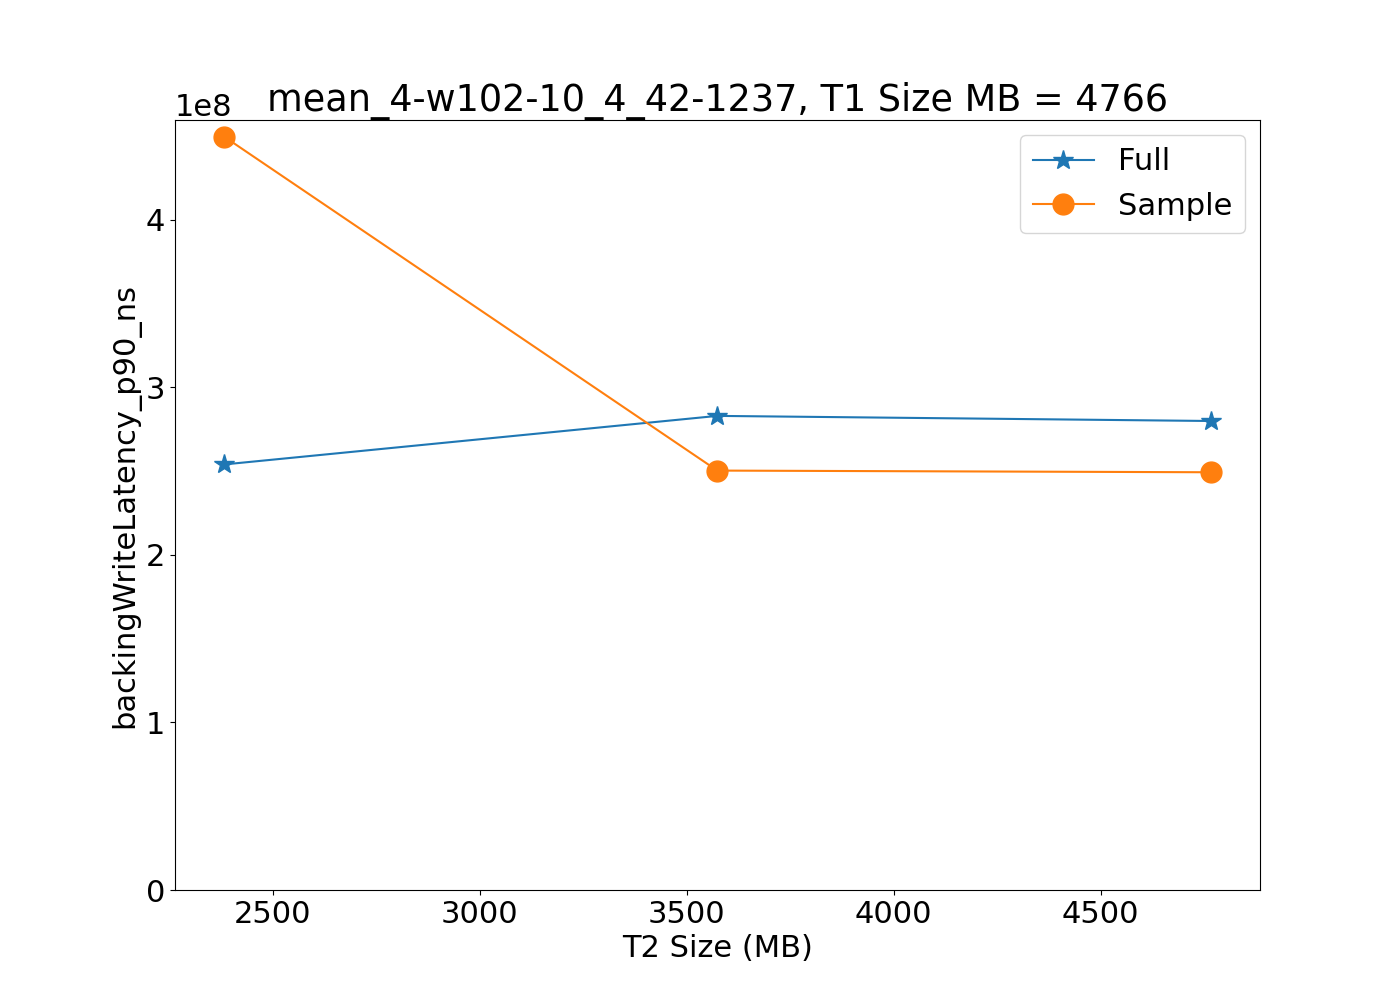 1e8
mean_4-w102-10_4_42-1237, T1 Size MB = 4766
Full
Sample
backingWriteLatency_p90_ns
4
3
2
1
0
2500 3000 3500 4000 4500
T2 Size (MB)